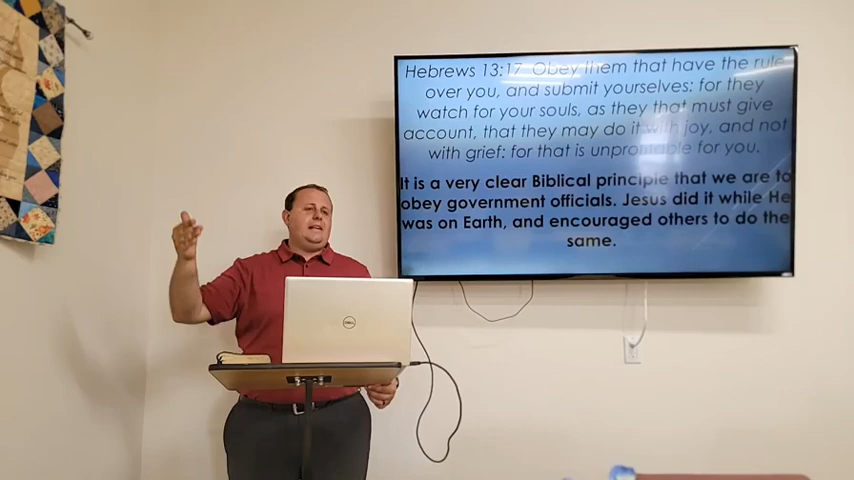 Hebrews 13:17 Obey them that have the rule
over you, and submit yourselves: for they
watch for your souls, as they that must give
account, that they may do it with joy, and not
with grief: for that is unprofitable for you.
It is a very clear Biblical principle that we are to
obey government officials. Jesus did it while He
was on Earth, and encouraged others to do the
same.
DELL